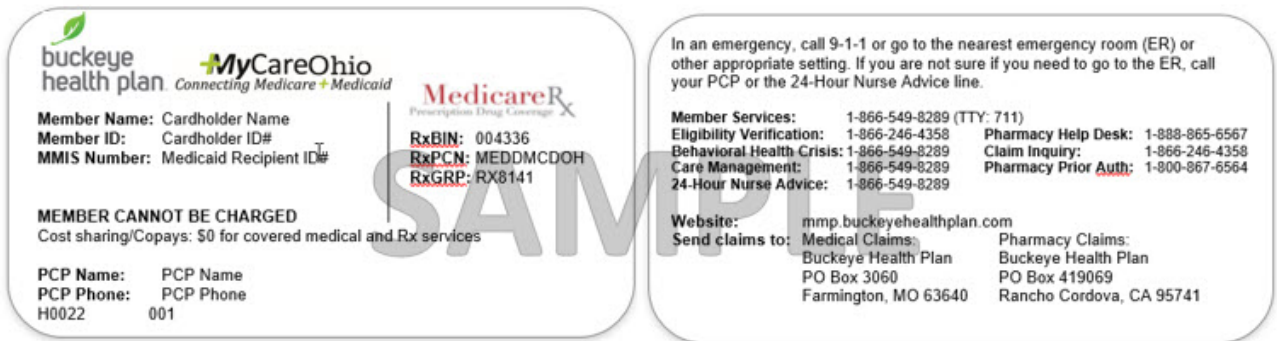 buckeye
health plan
MyCareOhio
Connecting Medicare + Medicaid
MedicareRx
Prescription Drug Coverage
Member Name: Cardholder Name
Member ID: Cardholder ID#
MMIS Number: Medicaid Recipient ID#
RxBIN: 004336
RxPCN: MEDDMCDOH
RxGRP: RX8141
MEMBER CANNOT BE CHARGED
Cost sharing/Copays: $0 for covered medical and Rx services
PCP Name: PCP Name
PCP Phone: PCP Phone
H0022 001
SAMPLE
In an emergency, call 9-1-1 or go to the nearest emergency room (ER) or
other appropriate setting. If you are not sure if you need to go to the ER, call
your PCP or the 24-Hour Nurse Advice line.
Member Services: 1-866-549-8289 (TTY: 711)
Eligibility Verification: 1-866-246-4358 Pharmacy Help Desk: 1-888-865-6567
Behavioral Health Crisis: 1-866-549-8289 Claim Inquiry: 1-866-246-4358
Care Management: 1-866-549-8289 Pharmacy Prior Auth: 1-800-867-6564
24-Hour Nurse Advice: 1-866-549-8289
Website: mmp.buckeyehealthplan.com
Send claims to: Medical Claims: Pharmacy Claims:
Buckeye Health Plan Buckeye Health Plan
PO Box 3060 PO Box 419069
Farmington, MO 63640 Rancho Cordova, CA 95741